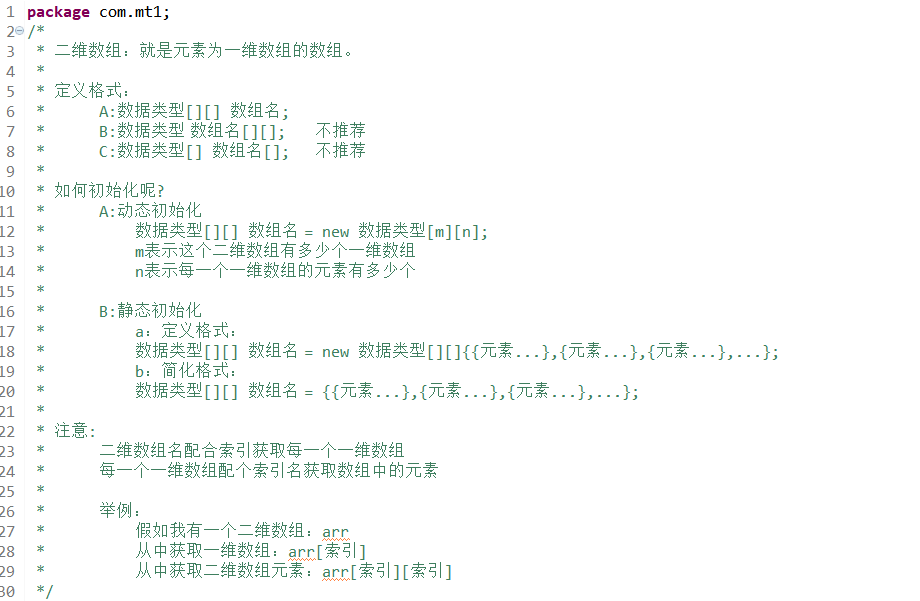 1 package com.mt1;
2 /*
3  * 二维数组：就是元素为一维数组的数组。
4  *
5  * 定义格式：
6  *      A:数据类型[][] 数组名;
7  *      B:数据类型 数组名[][];   不推荐
8  *      C:数据类型[] 数组名[];   不推荐
9  *
10  * 如何初始化呢?
11  *      A:动态初始化
12  *          数据类型[][] 数组名 = new 数据类型[m][n];
13  *          m表示这个二维数组有多少个一维数组
14  *          n表示每一个一维数组的元素有多少个
15  *
16  *      B:静态初始化
17  *          a：定义格式：
18  *          数据类型[][] 数组名 = new 数据类型[][]{{元素...},{元素...},{元素...},...};
19  *          b：简化格式：
20  *          数据类型[][] 数组名 = {{元素...},{元素...},{元素...},...};
21  *
22  * 注意:
23  *      二维数组名配合索引获取每一个一维数组
24  *      每一个一维数组配个索引名获取数组中的元素
25  *
26  *      举例：
27  *          假如我有一个二维数组：arr
28  *          从中获取一维数组：arr[索引]
29  *          从中获取二维数组元素：arr[索引][索引]
30  */